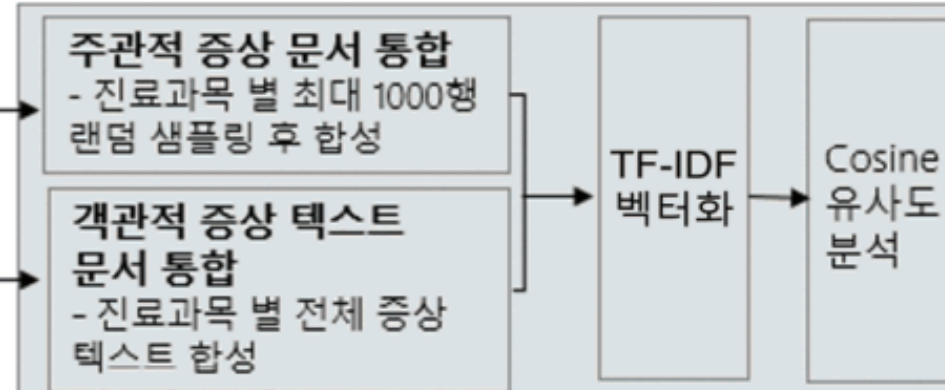 주관적 증상 문서 통합
- 진료과목 별 최대 1000행
랜덤 샘플링 후 합성
객관적 증상 텍스트
문서 통합
- 진료과목 별 전체 증상
텍스트 합성
TF-IDF
벡터화
Cosine
유사도
분석